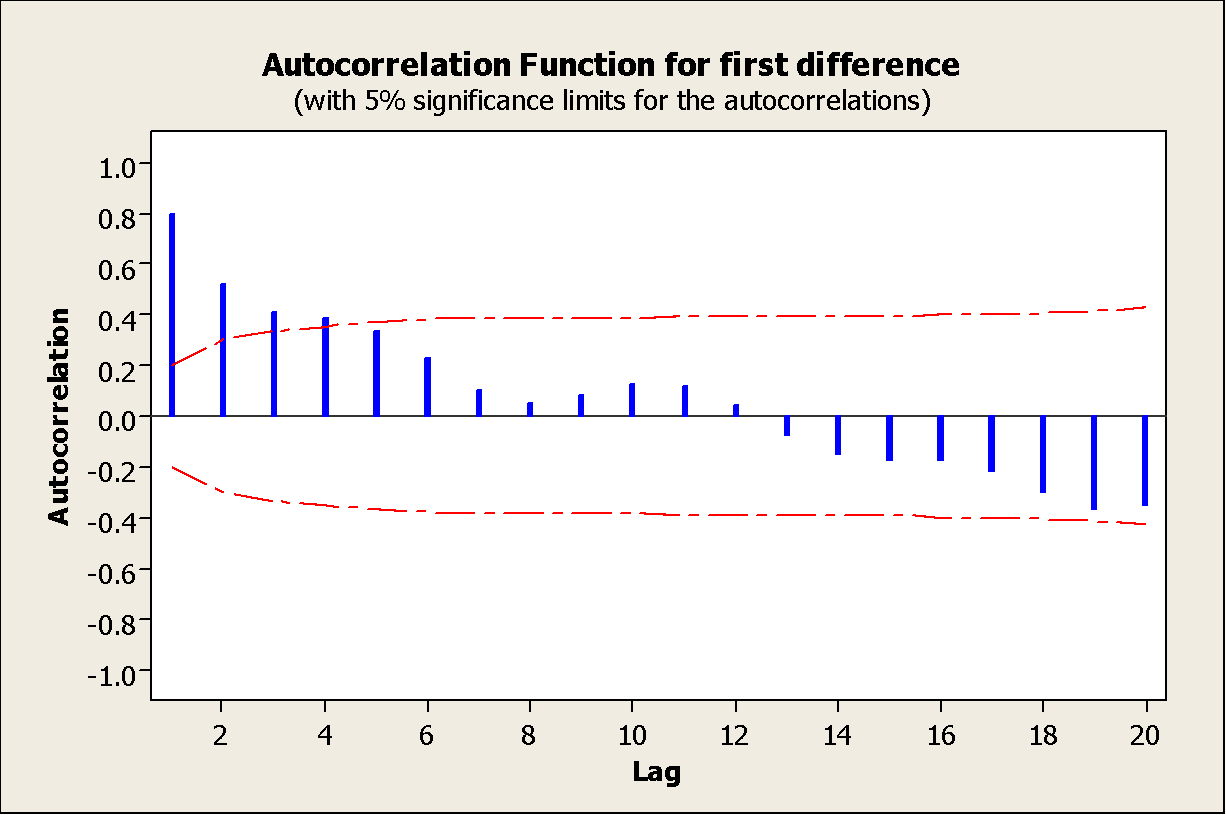 Autocorrelation Function for first difference
(with 5% significance limits for the autocorrelations)
Autocorrelation
1.0
0.8
0.6
0.4
0.2
0.0
-0.2
-0.4
-0.6
-0.8
-1.0
2 4 6 8 10 12 14 16 18 20
Lag